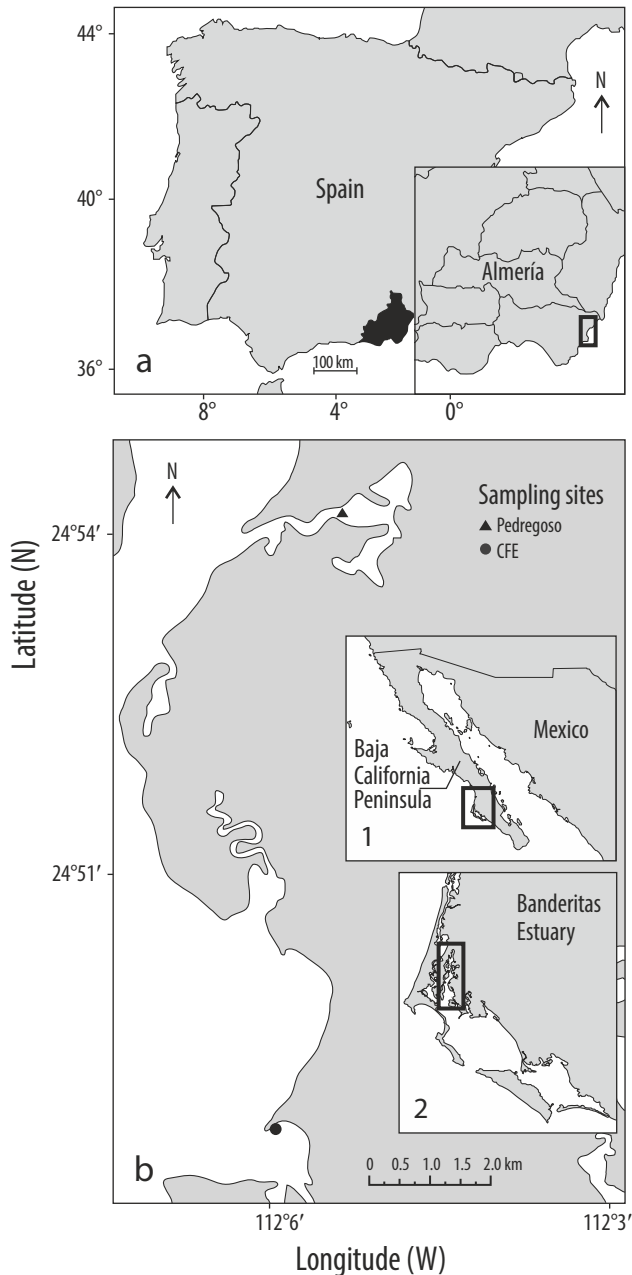 44°
N
40°
Spain
Almería
36°
a
100 km
8°
4°
0°
N
Sampling sites
Pedregoso
CFE
24°54′
Latitude (N)
Mexico
Baja
California
Peninsula
1
24°51′
Banderitas
Estuary
2
b
0 0.5 1.0 1.5 2.0 km
112°6′
112°3′
Longitude (W)